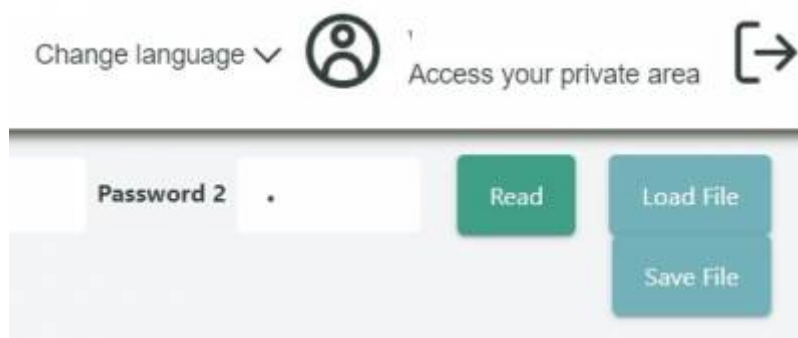 Change language
Access your private area
Password 2 .
Read
Load File
Save File